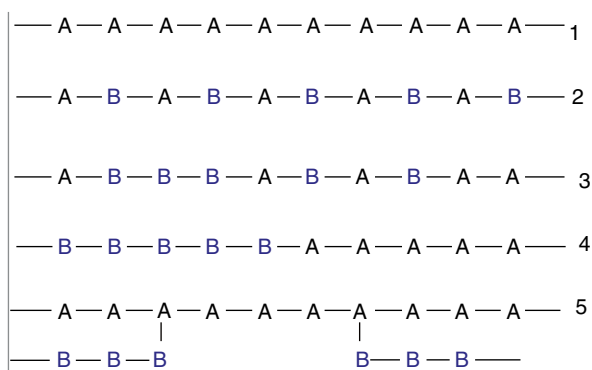 A A A A A A A A A A 1
A B A B A B A B A B 2
A B B B A B A B A A 3
B B B B B A A A A A 4
A A A A A A A A A A 5
B B B B B B